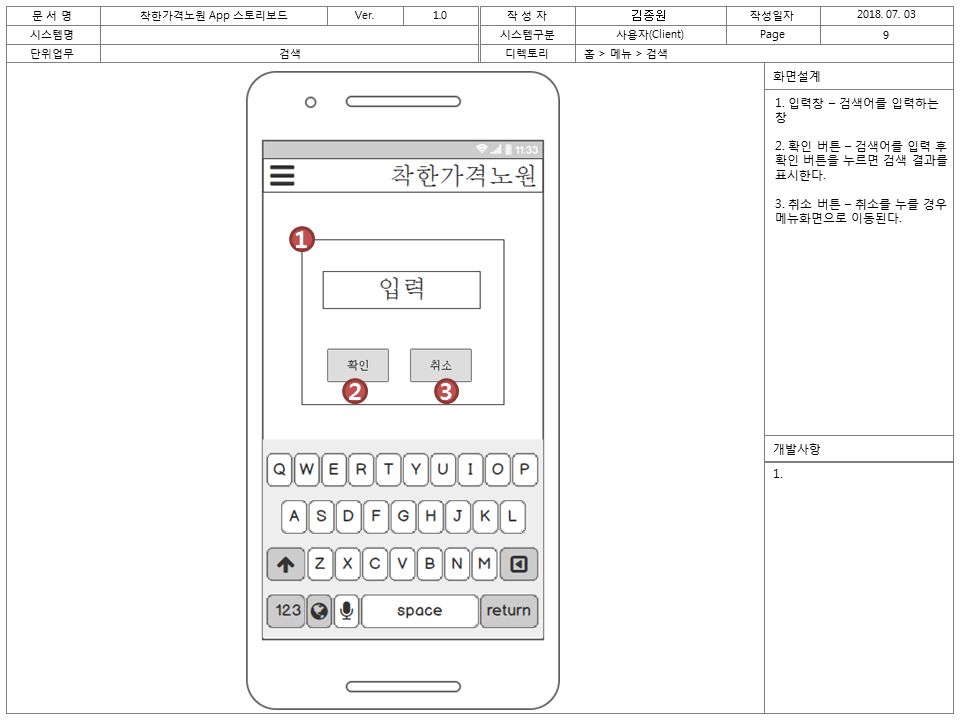 문 서 명 착한가격노원 App 스토리보드 Ver. 1.0 작 성 자 김종원 작성일자 2018. 07. 03
시스템명 시스템구분 사용자(Client) Page 9
단위업무 검색 디렉토리 홈 > 메뉴 > 검색
화면설계
1. 입력창 – 검색어를 입력하는
창
2. 확인 버튼 – 검색어를 입력 후
확인 버튼을 누르면 검색 결과를
표시한다.
3. 취소 버튼 – 취소를 누를 경우
메뉴화면으로 이동된다.
개발사항
1.
11:33
착한가격노원
1
입력
확인 취소
2 3
Q W E R T Y U I O P
A S D F G H J K L
Z X C V B N M
123 space return